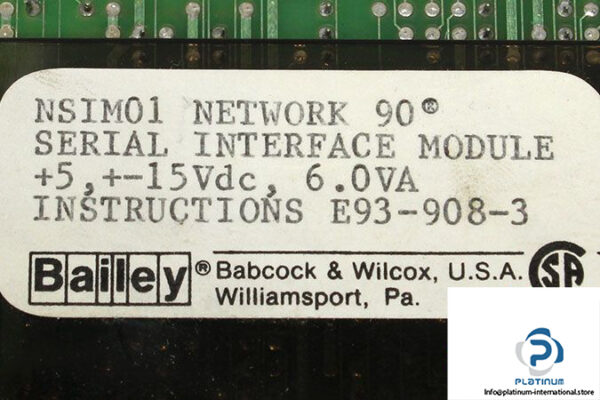 NSIM01 NETWORK 90®
SERIAL INTERFACE MODULE
+5,+-15Vdc, 6.0VA
INSTRUCTIONS E93-908-3
Bailey® Babcock & Wilcox, U.S.A.
Williamsport, Pa.
SA
PLATINUM
Info@platinum-international.store